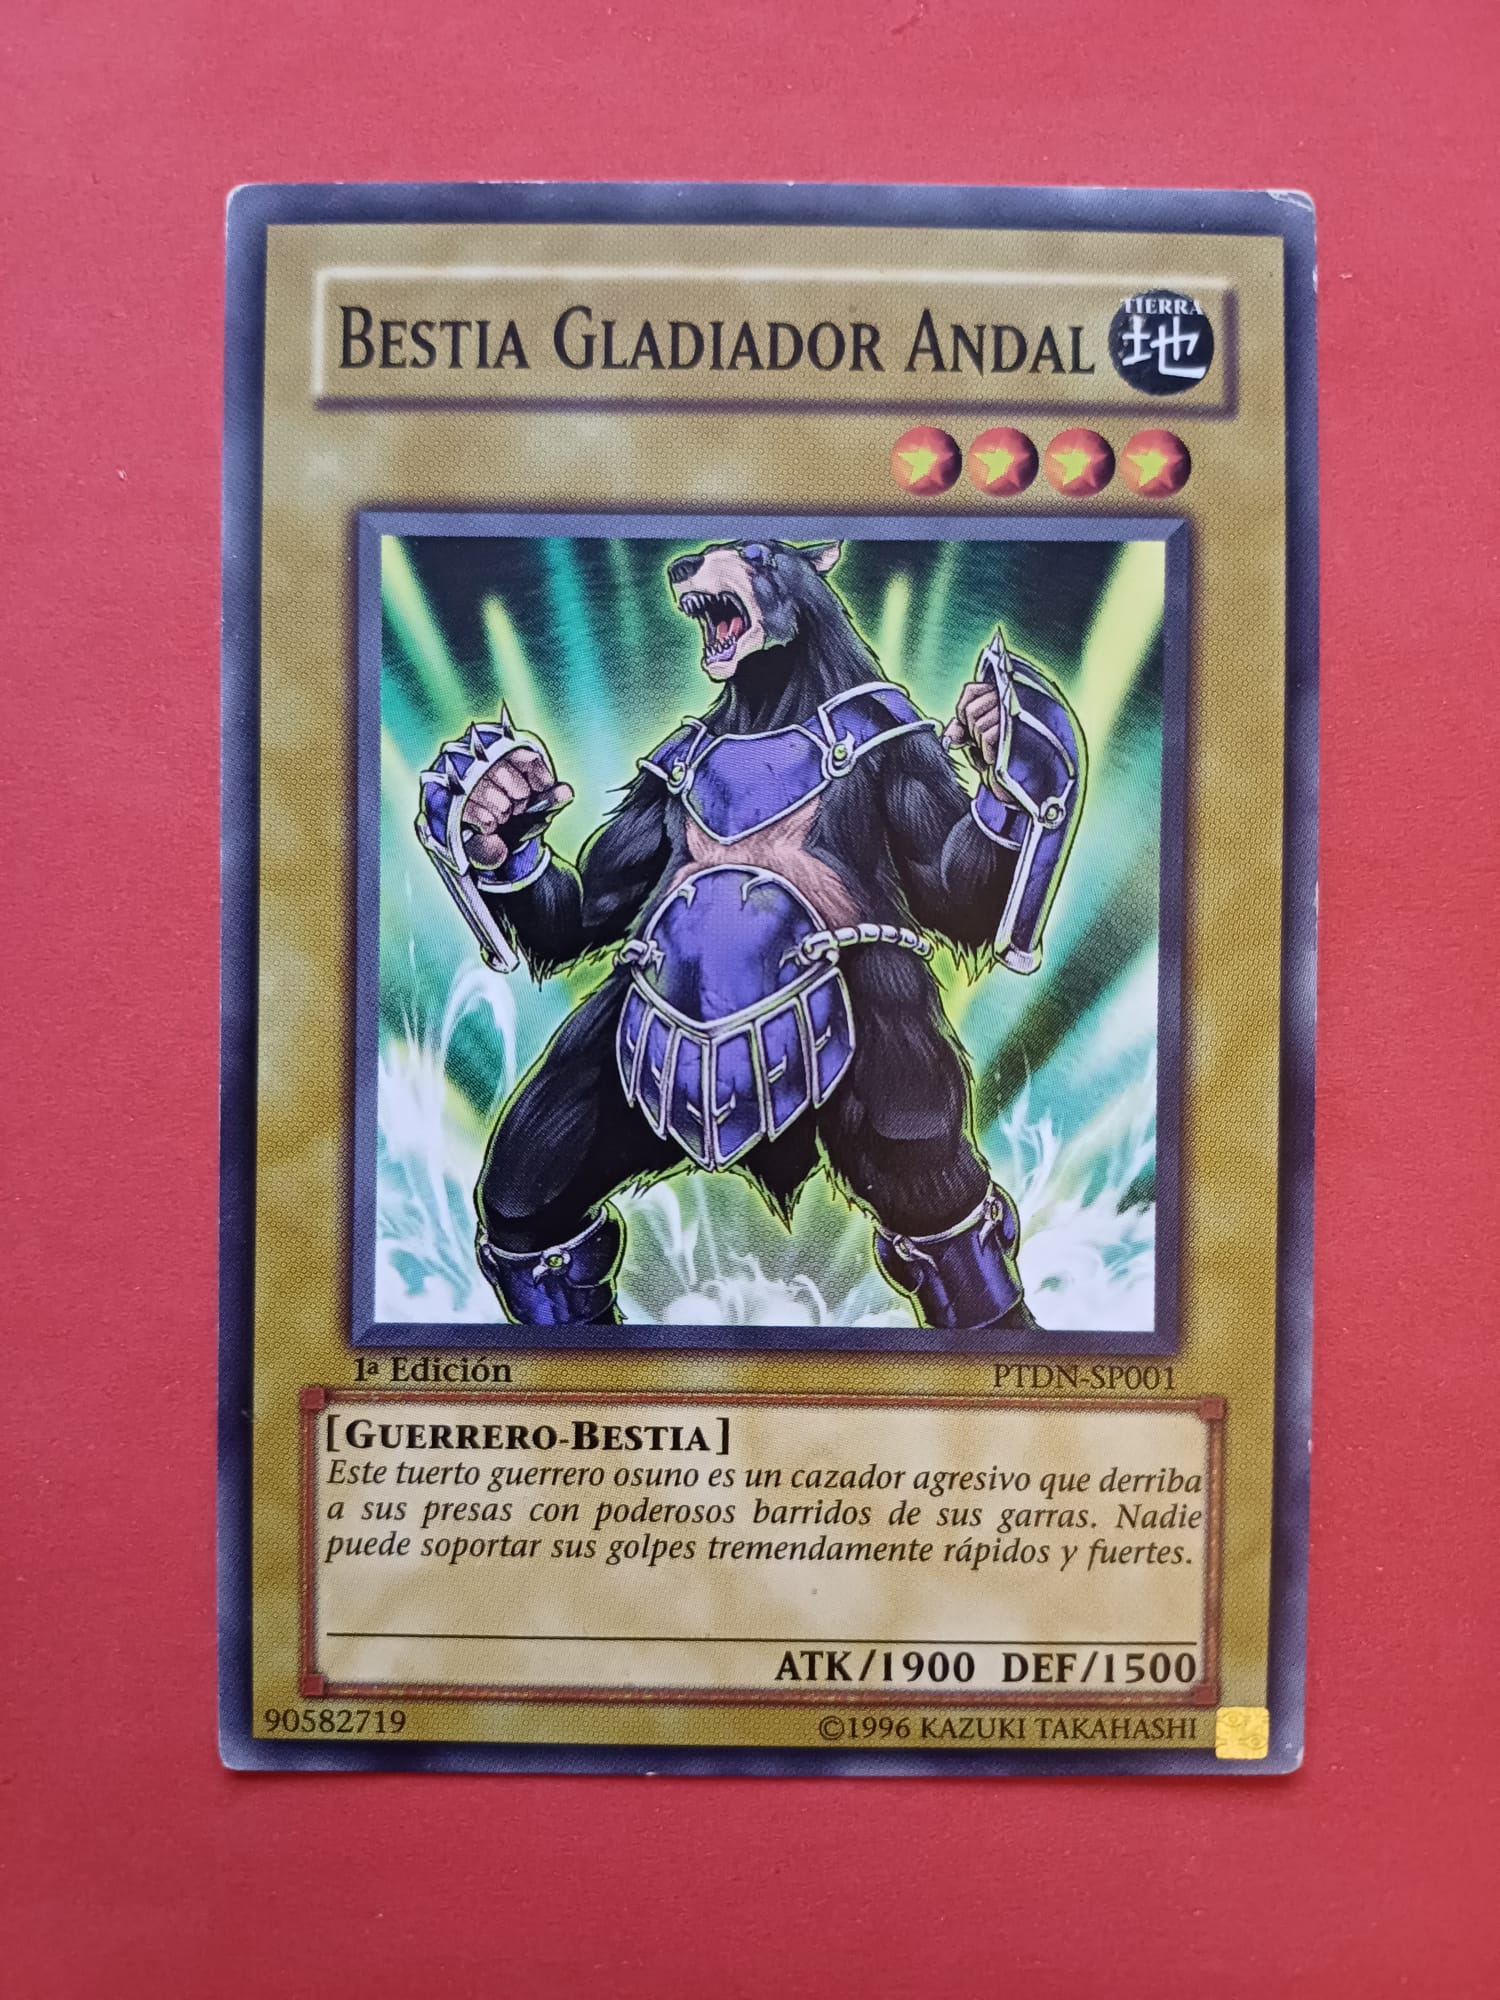 BESTIA GLADIADOR ANDAL
TIERRA
地
1ª Edición
PTDN-SP001
[GUERRERO-BESTIA]
Este tuerto guerrero osuno es un cazador agresivo que derriba
a sus presas con poderosos barridos de sus garras. Nadie
puede soportar sus golpes tremendamente rápidos y fuertes.
ATK/1900 DEF/1500
90582719
©1996 KAZUKI TAKAHASHI